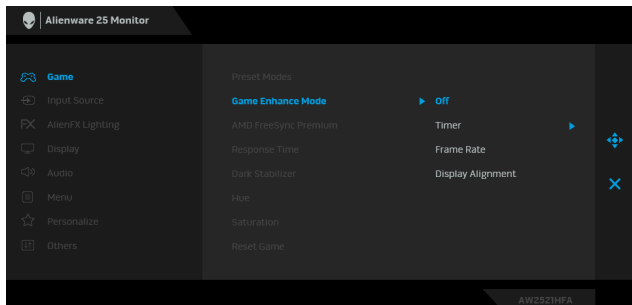 Alienware 25 Monitor
Game
Input Source
AlienFX Lighting
Display
Audio
Menu
Personalize
Others
Preset Modes
Game Enhance Mode
AMD FreeSync Premium
Response Time
Dark Stabilizer
Hue
Saturation
Reset Game
Off
Timer
Frame Rate
Display Alignment
AW2521HFA